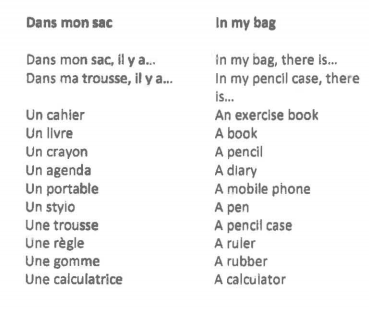 Dans mon sac In my bag
Dans mon sac, il y a... In my bag, there is...
Dans ma trousse, il y a... In my pencil case, there
is...
Un cahier An exercise book
Un livre A book
Un crayon A pencil
Un agenda A diary
Un portable A mobile phone
Un stylo A pen
Une trousse A pencil case
Une règle A ruler
Une gomme A rubber
Une calculatrice A calculator